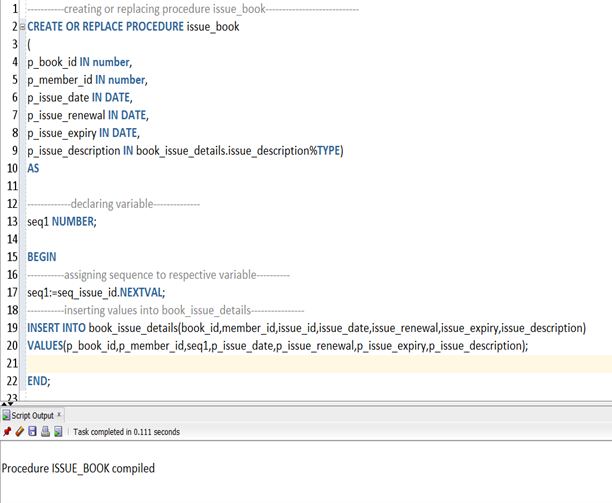 1 -----------creating or replacing procedure issue_book----------------------------
2 CREATE OR REPLACE PROCEDURE issue_book
3 (
4 p_book_id IN number,
5 p_member_id IN number,
6 p_issue_date IN DATE,
7 p_issue_renewal IN DATE,
8 p_issue_expiry IN DATE,
9 p_issue_description IN book_issue_details.issue_description%TYPE)
10 AS
11
12 -------------declaring variable--------------
13 seq1 NUMBER;
14
15 BEGIN
16 -----------assigning sequence to respective variable----------
17 seq1:=seq_issue_id.NEXTVAL;
18 -----------inserting values into book_issue_details----------------
19 INSERT INTO book_issue_details(book_id,member_id,issue_id,issue_date,issue_renewal,issue_expiry,issue_description)
20 VALUES(p_book_id,p_member_id,seq1,p_issue_date,p_issue_renewal,p_issue_expiry,p_issue_description);
21
22 END;
23
Script Output x
Task completed in 0.111 seconds
Procedure ISSUE_BOOK compiled